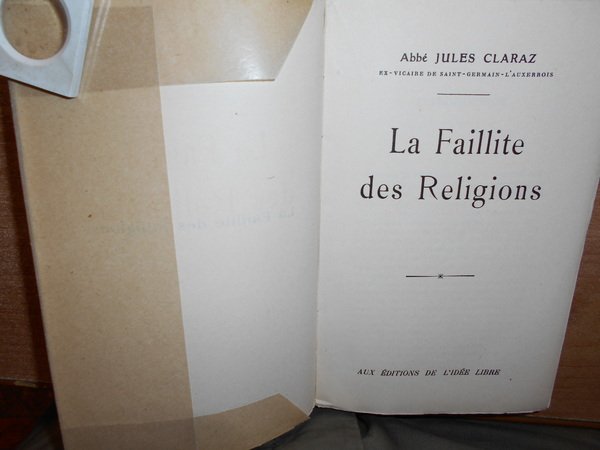 Abbé JULES CLARAZ
EX-VICAIRE DE SAINT-GERMAIN-L'AUXERROIS
La Faillite
des Religions
AUX ÉDITIONS DE L'IDÉE LIBRE